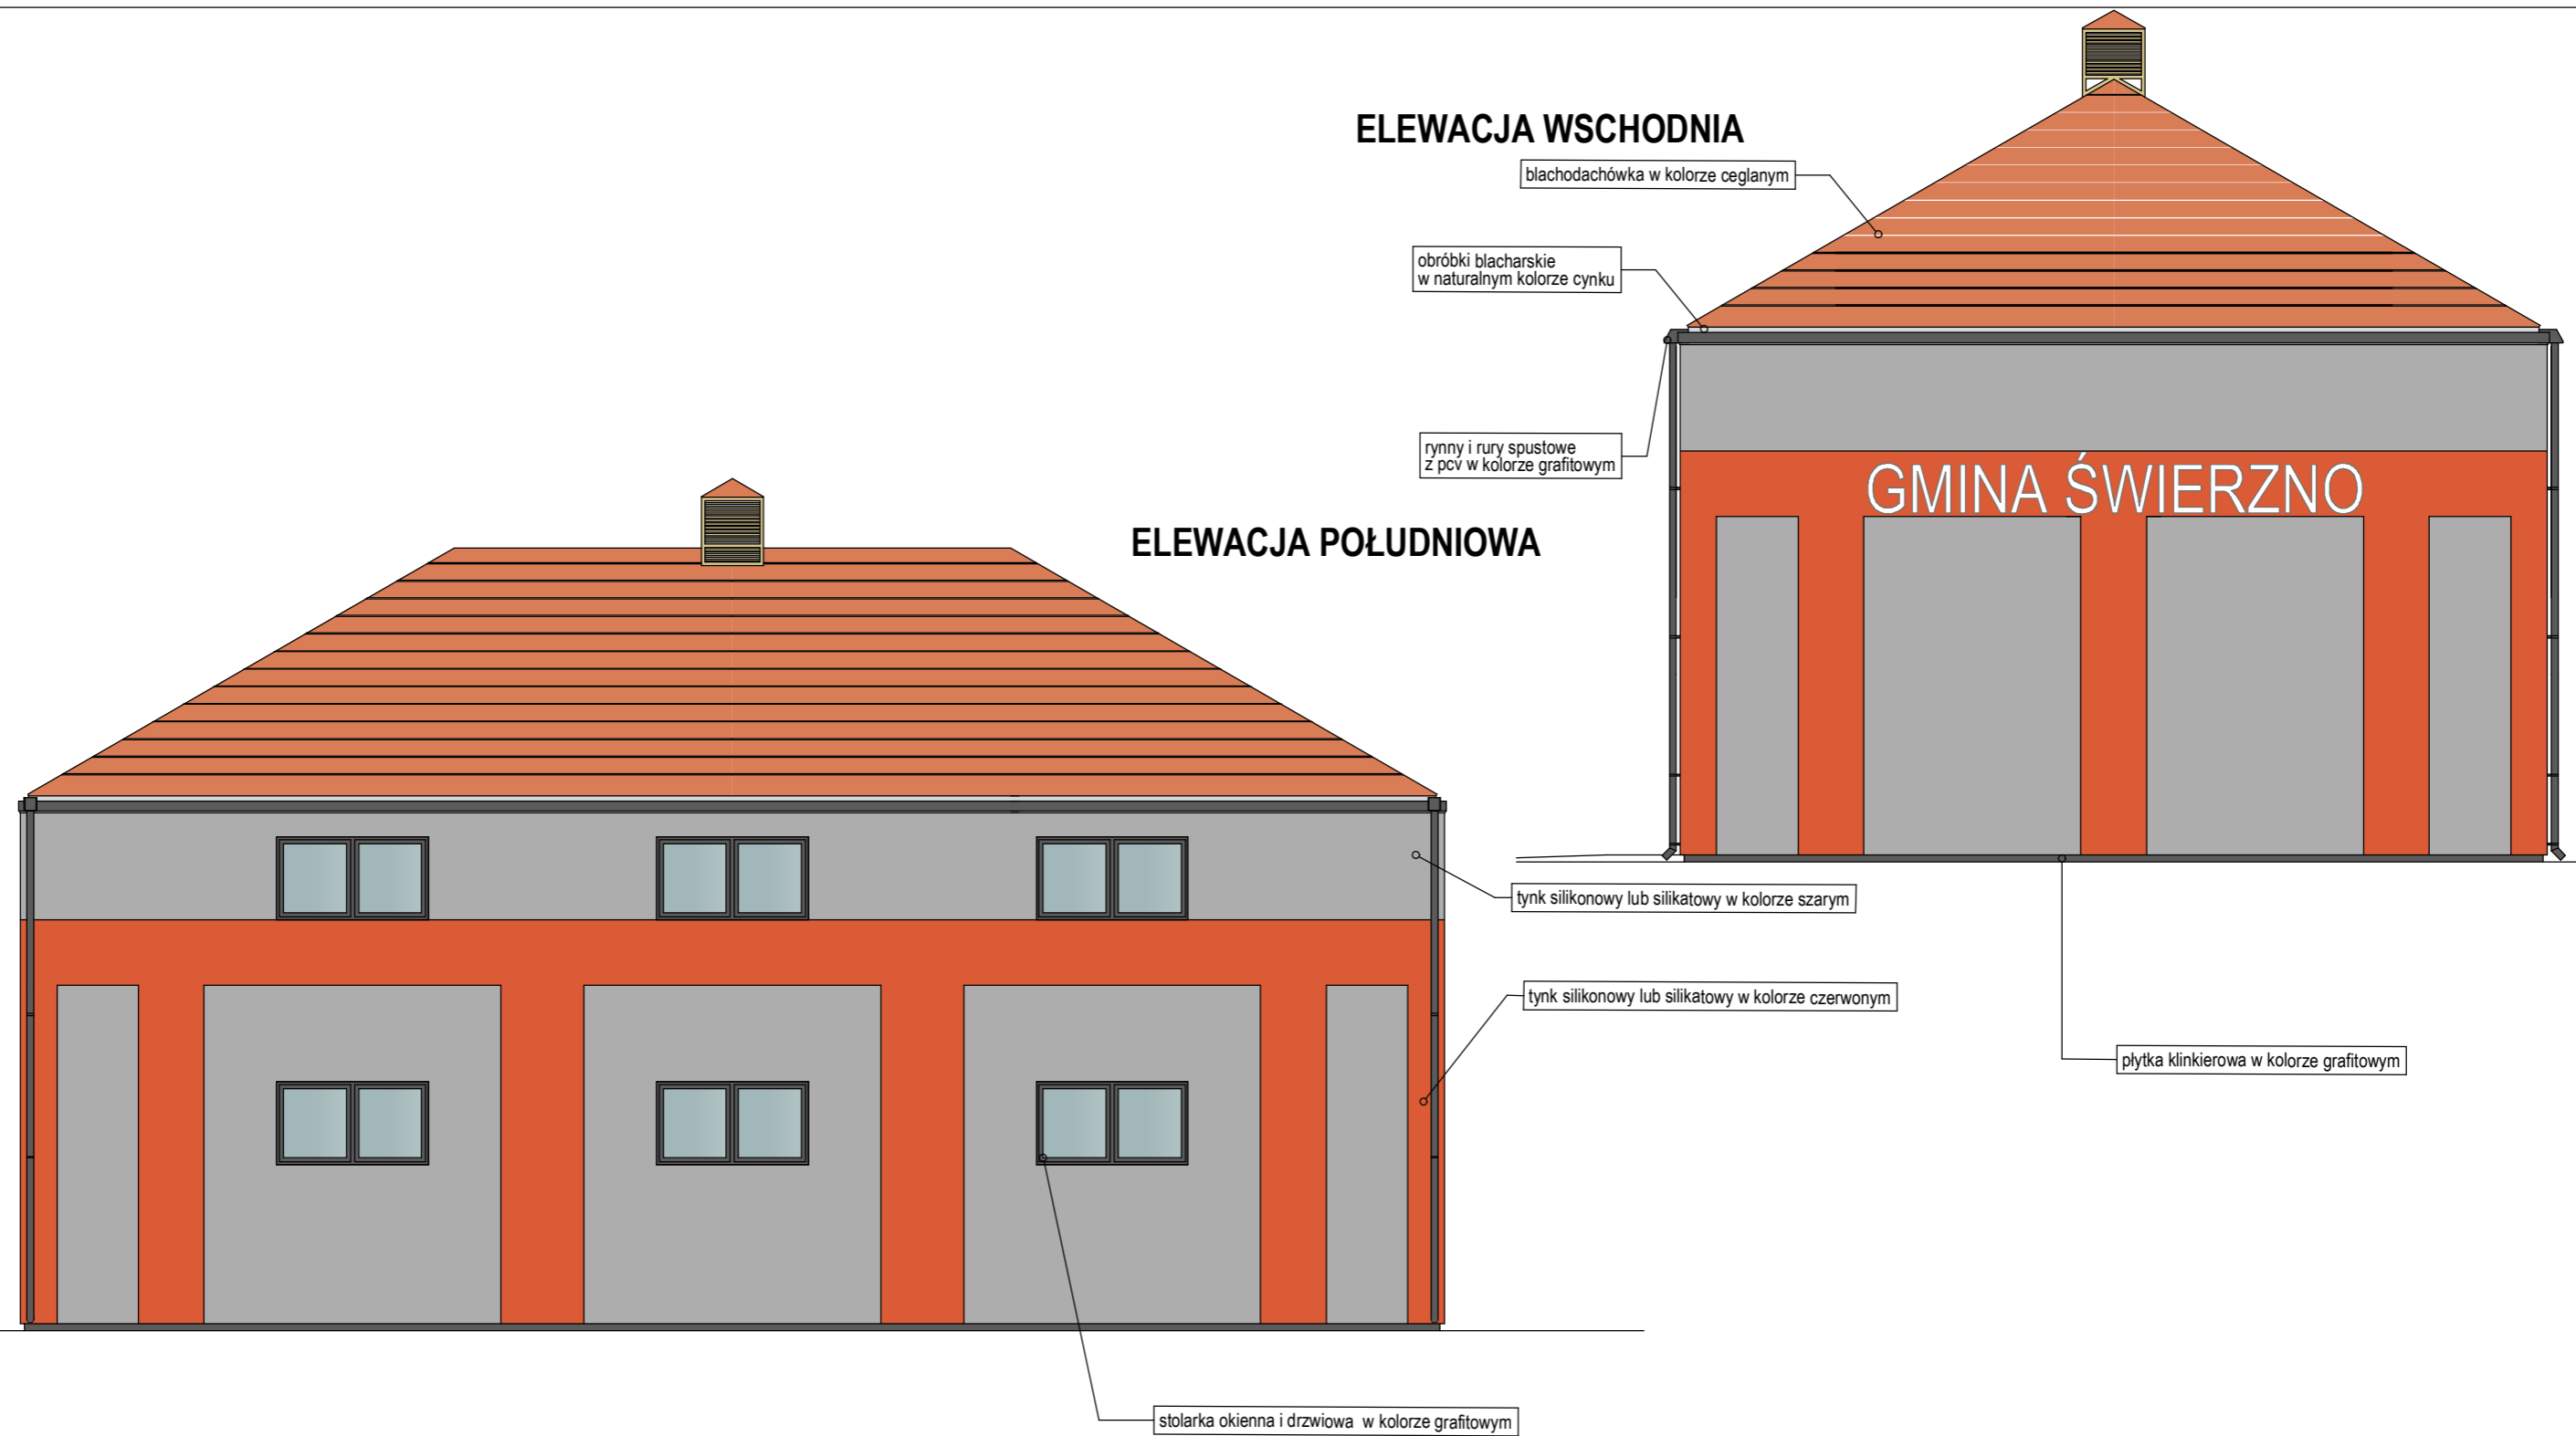 ELEWACJA WSCHODNIA
blachodachówka w kolorze ceglanym
obróbki blacharskie
w naturalnym kolorze cynku
rynny i rury spustowe
z pcv w kolorze grafitowym
GMINA ŚWIERZNO
ELEWACJA POŁUDNIOWA
tynk silikonowy lub silikatowy w kolorze szarym
tynk silikonowy lub silikatowy w kolorze czerwonym
płytka klinkierowa w kolorze grafitowym
stolarka okienna i drzwiowa w kolorze grafitowym